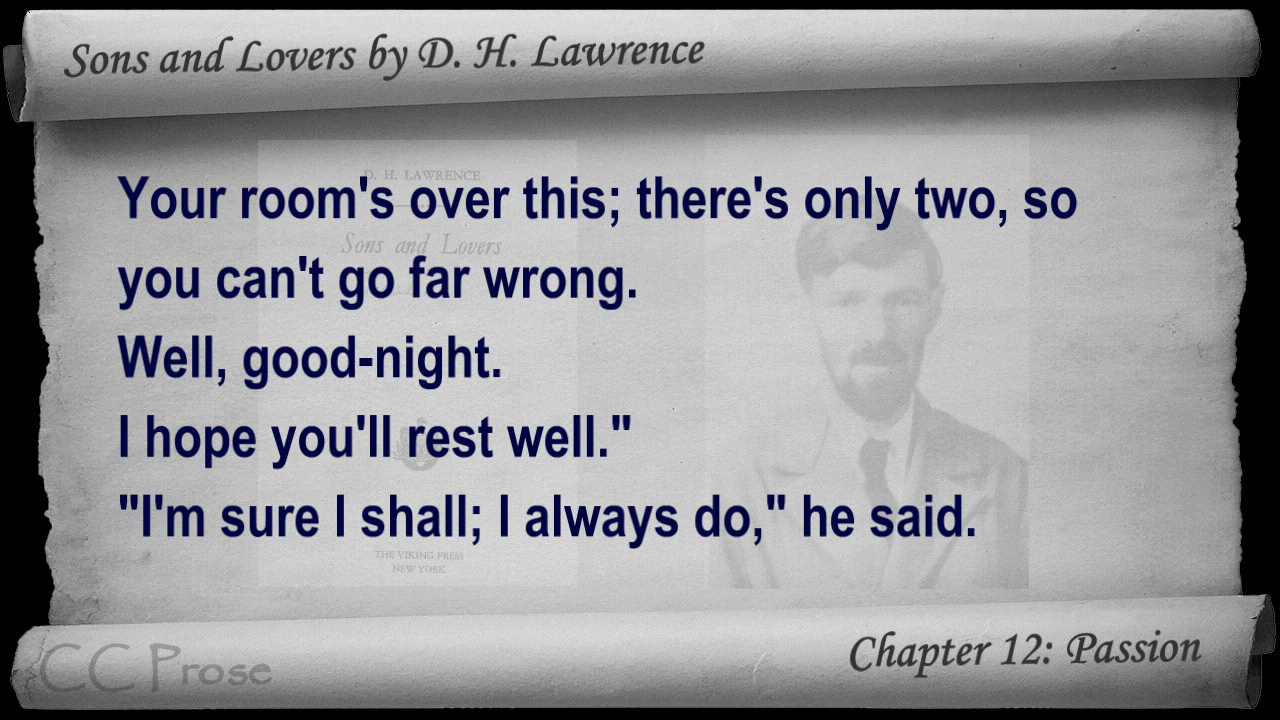 Sons and Lovers by D. H. Lawrence
D. H. LAWRENCE
Your room's over this; there's only two, so
Sons and Lovers
you can't go far wrong.
Well, good-night.
I hope you'll rest well."
"I'm sure I shall; I always do," he said.
THE VIKING PRESS
NEW YORK
CC Prose
Chapter 12: Passion